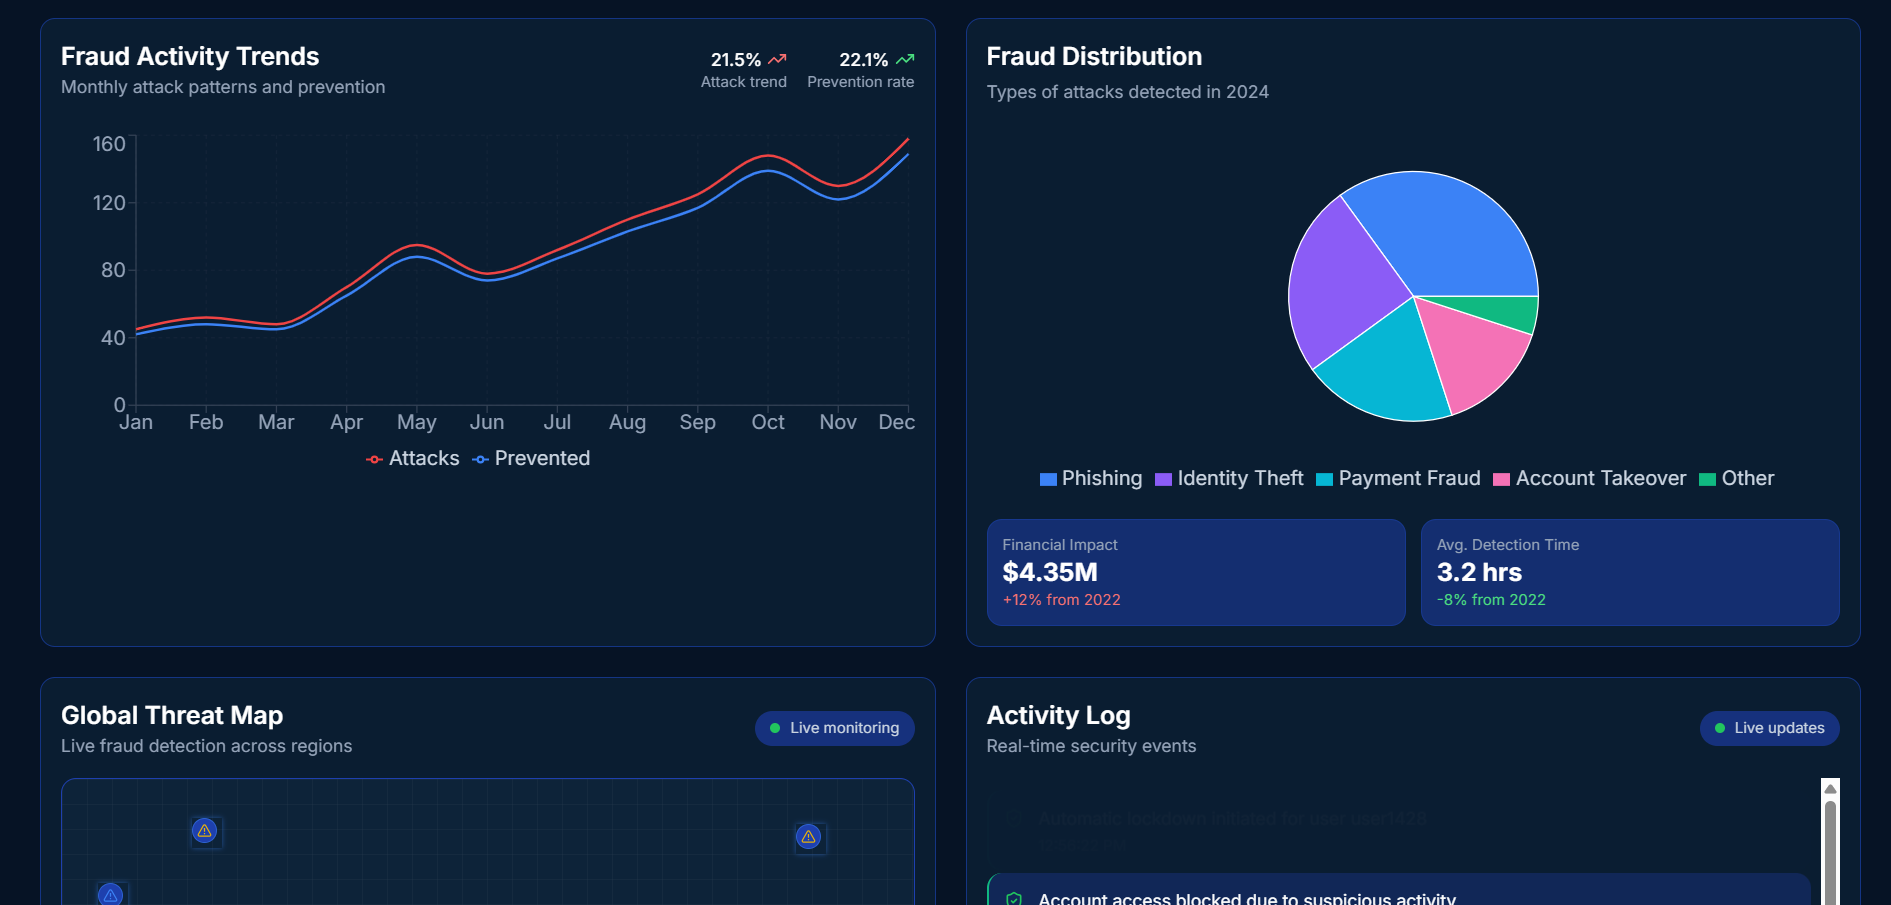 Fraud Activity Trends
Monthly attack patterns and prevention
21.5%
Attack trend
22.1%
Prevention rate
160
120
80
40
0
Jan Feb Mar Apr May Jun Jul Aug Sep Oct Nov Dec
Attacks Prevented
Fraud Distribution
Types of attacks detected in 2024
Phishing Identity Theft Payment Fraud Account Takeover Other
Financial Impact
$4.35M
+12% from 2022
Avg. Detection Time
3.2 hrs
-8% from 2022
Global Threat Map
Live fraud detection across regions
Live monitoring
Activity Log
Real-time security events
Live updates
Automatic lockdown initiated for user user1428
Account access blocked due to suspicious activity